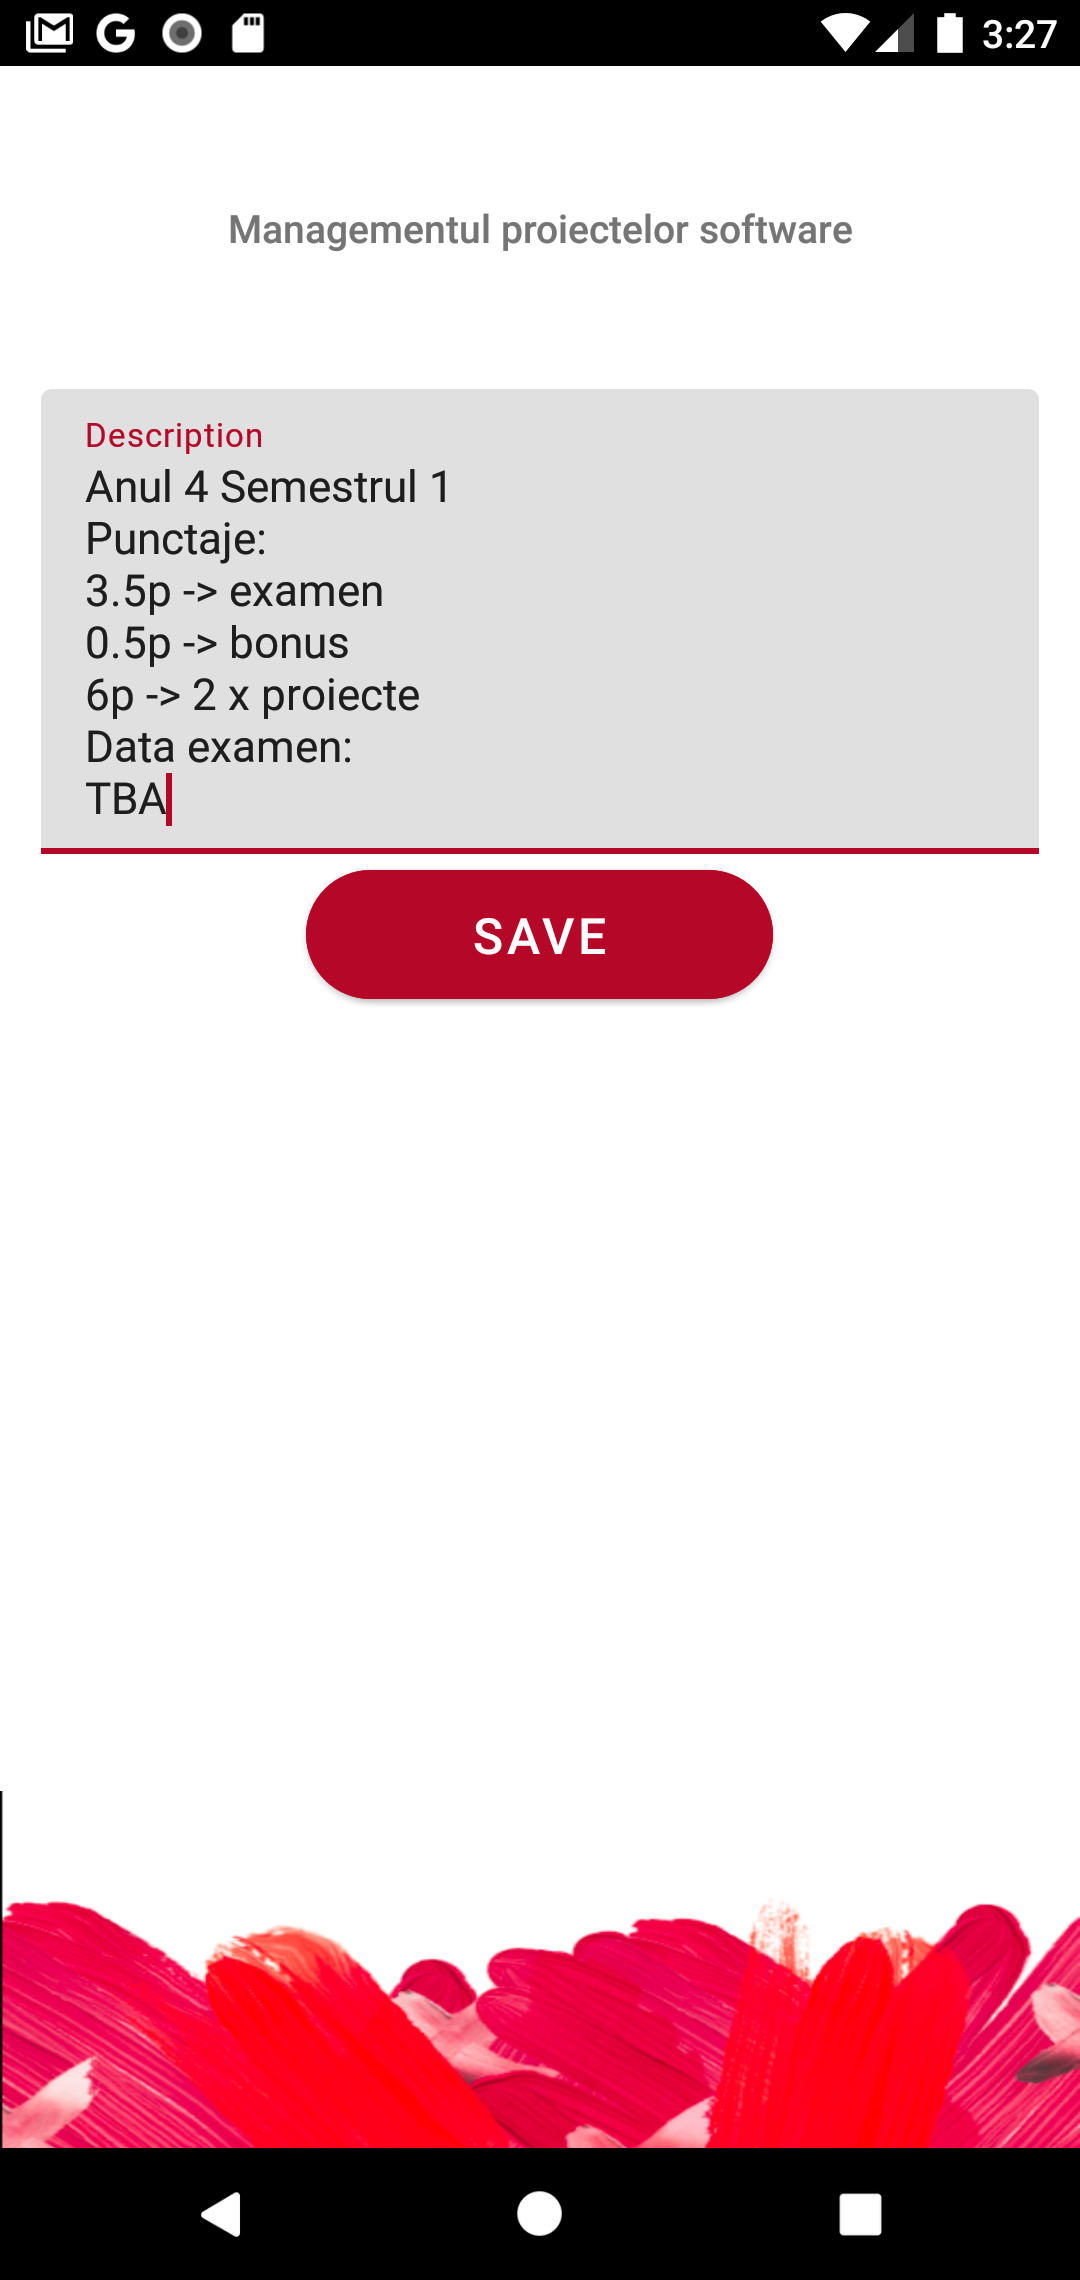 3:27
Managementul proiectelor software
Description
Anul 4 Semestrul 1
Punctaje:
3.5p -> examen
0.5p -> bonus
6p -> 2 x proiecte
Data examen:
TBA
SAVE